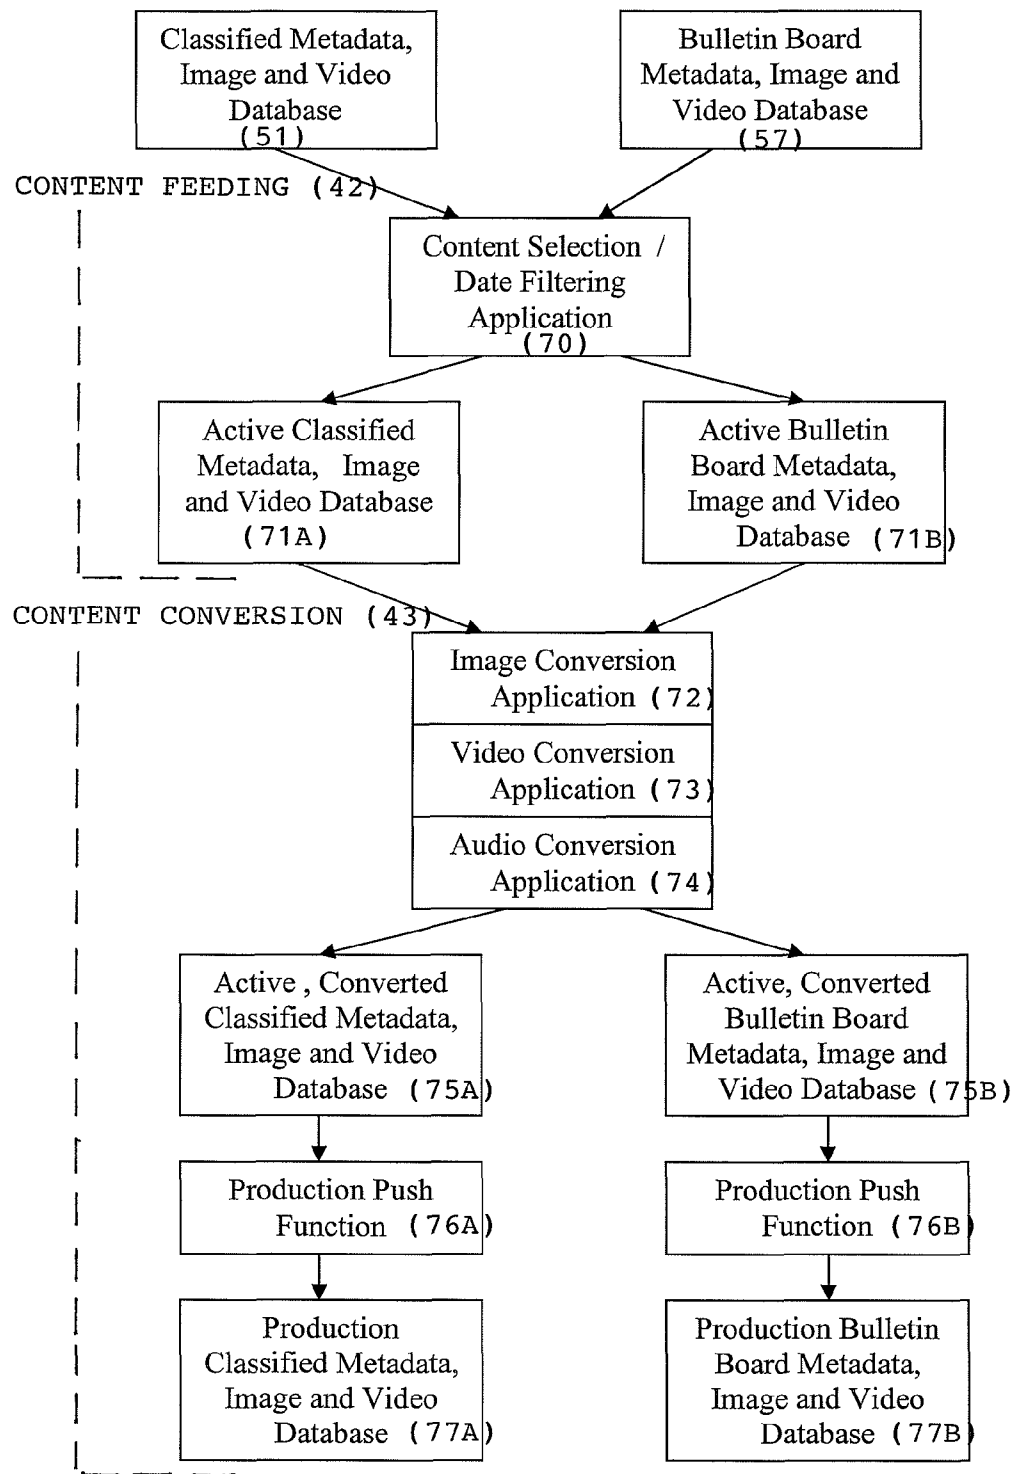 Classified Metadata,
Image and Video
Database
(51)
Bulletin Board
Metadata, Image and
Video Database
(57)
CONTENT FEEDING (42)
Content Selection /
Date Filtering
Application
(70)
Active Classified
Metadata, Image
and Video Database
(71A)
Active Bulletin
Board Metadata,
Image and Video
Database (71B)
CONTENT CONVERSION (43)
Image Conversion
Application (72)
Video Conversion
Application (73)
Audio Conversion
Application (74)
Active , Converted
Classified Metadata,
Image and Video
Database (75A)
Active, Converted
Bulletin Board
Metadata, Image and
Video Database (75B)
Production Push
Function (76A)
Production Push
Function (76B)
Production
Classified Metadata,
Image and Video
Database (77A)
Production Bulletin
Board Metadata,
Image and Video
Database (77B)